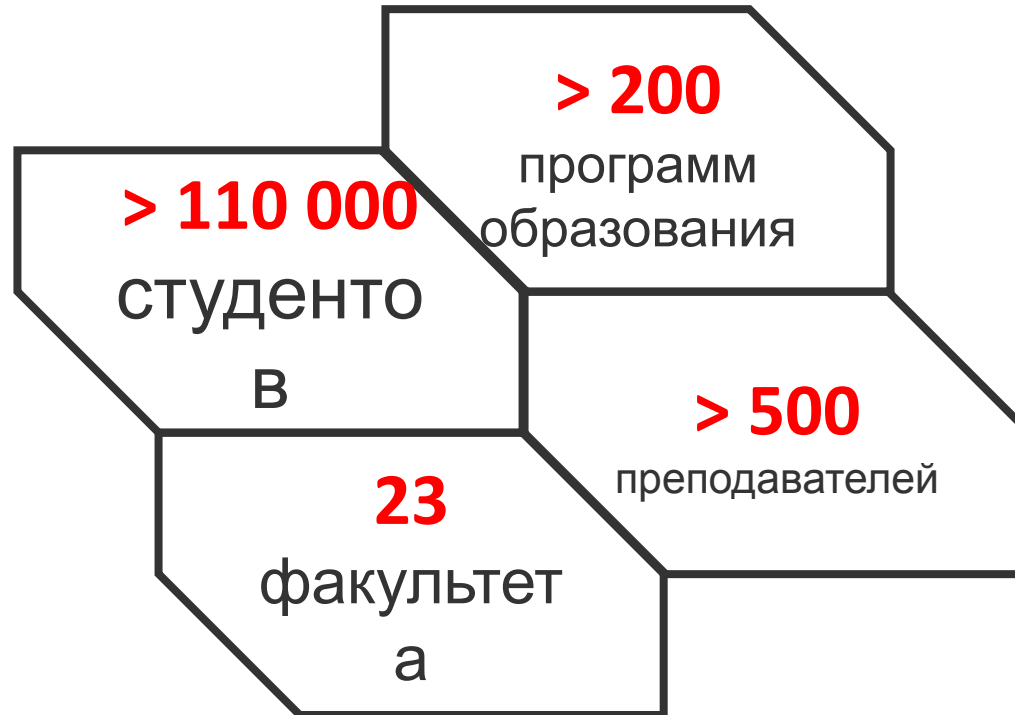 > 200
программ
образования
> 110 000
студенто
в
> 500
преподавателей
23
факультет
а